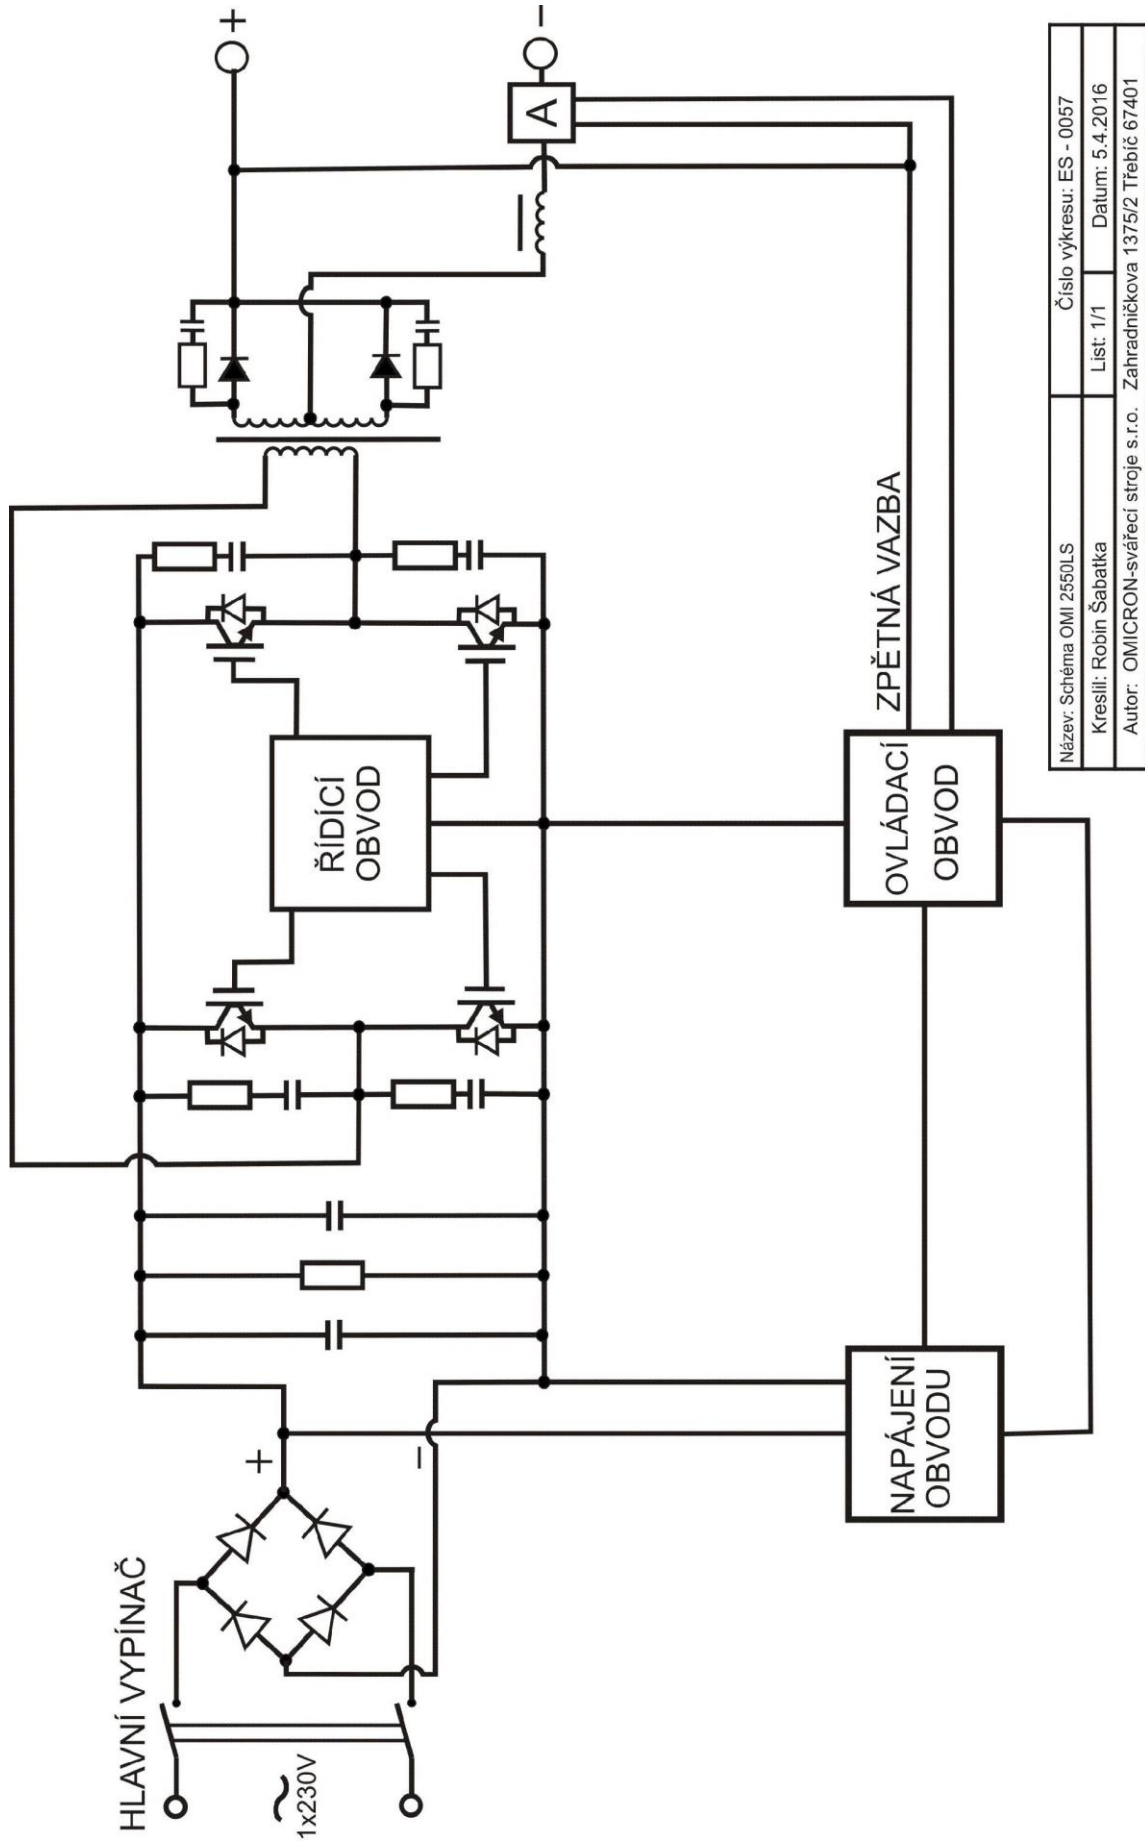 HLAVNÍ VYPÍNAČ
~
1x230V
+
−
ŘÍDÍCÍ
OBVOD
+
−
A
ZPĚTNÁ VAZBA
NAPÁJENÍ
OBVODU
OVLÁDACÍ
OBVOD
Název: Schéma OMI 2550LS
Číslo výkresu: ES - 0057
Kreslil: Robin Šabatka
List: 1/1
Datum: 5.4.2016
Autor: OMICRON-svářecí stroje s.r.o. Zahradníčkova 1375/2 Třebíč 67401